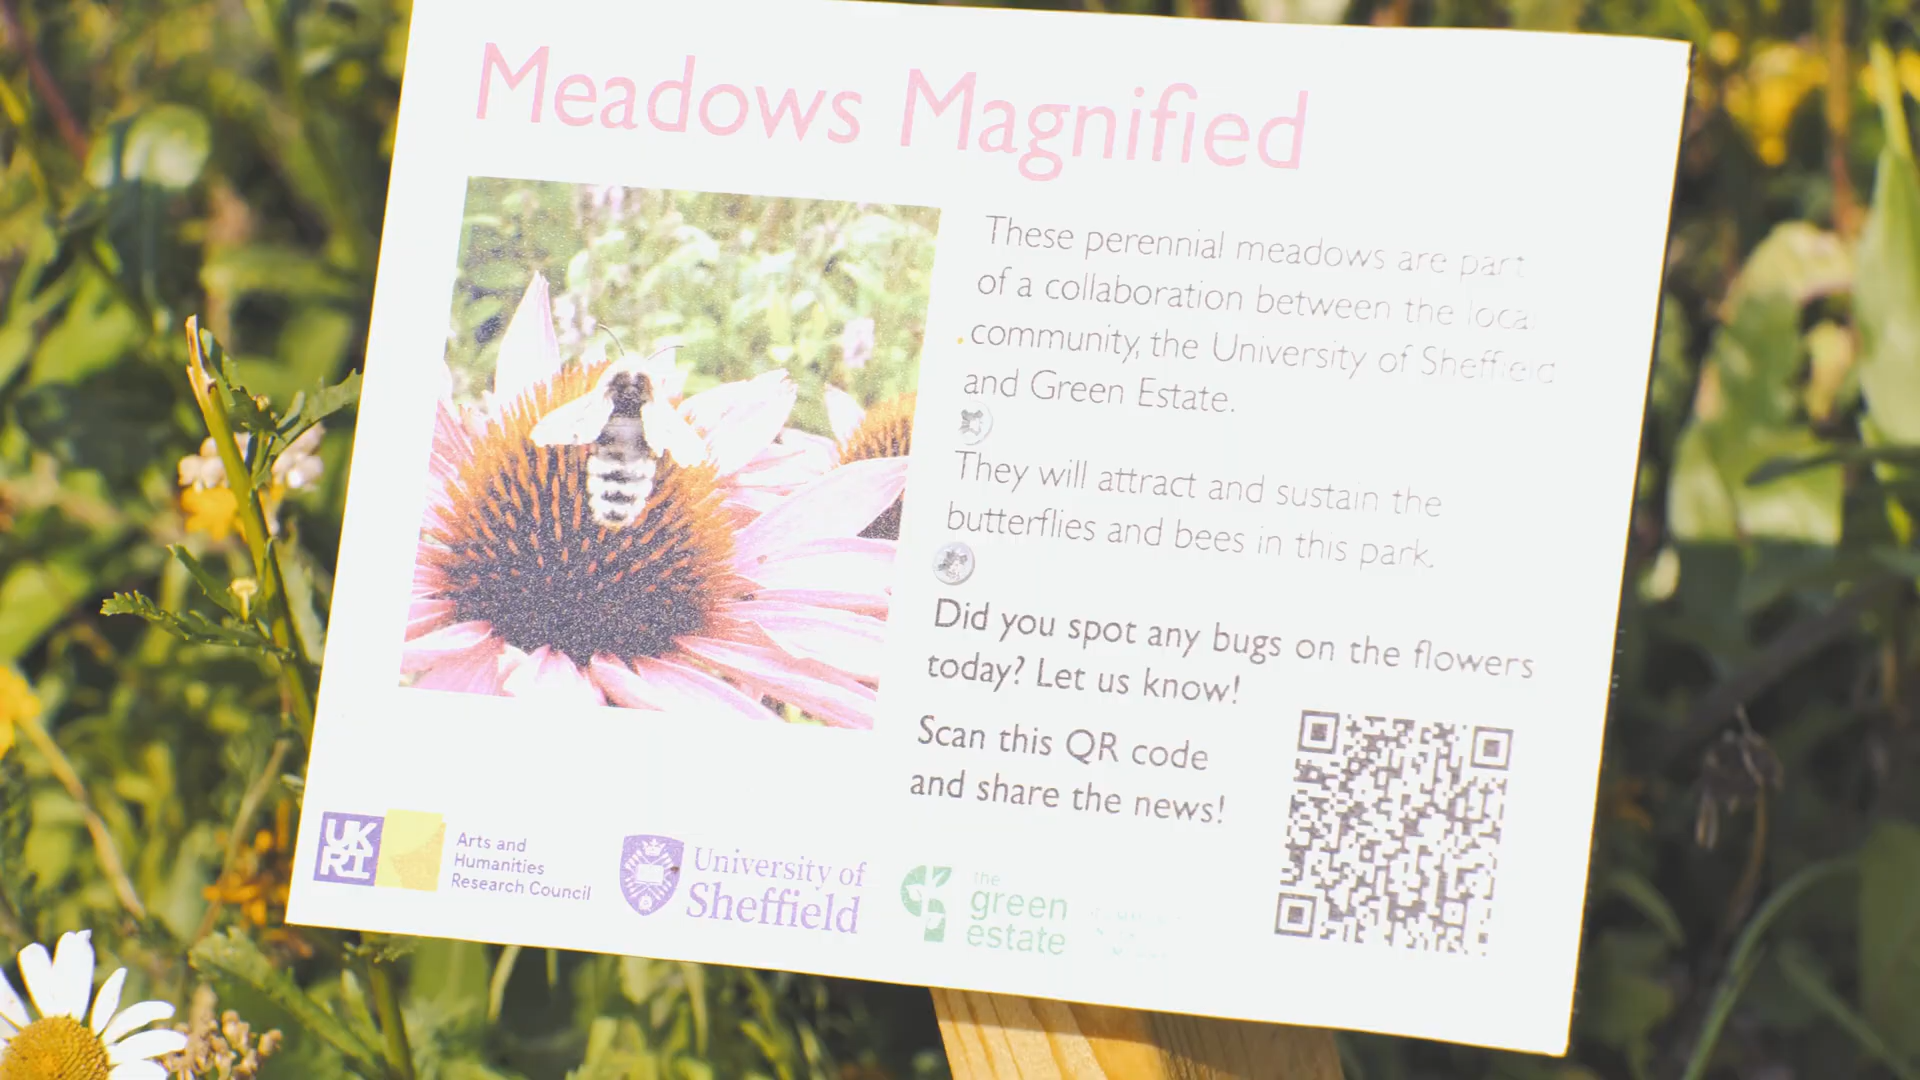 Meadows Magnified
These perennial meadows are part
of a collaboration between the local
community, the University of Sheffield
and Green Estate.
They will attract and sustain the
butterflies and bees in this park.
Did you spot any bugs on the flowers
today? Let us know!
Scan this QR code
and share the news!
UK
RI
Arts and
Humanities
Research Council
University of
Sheffield
the
green
estate